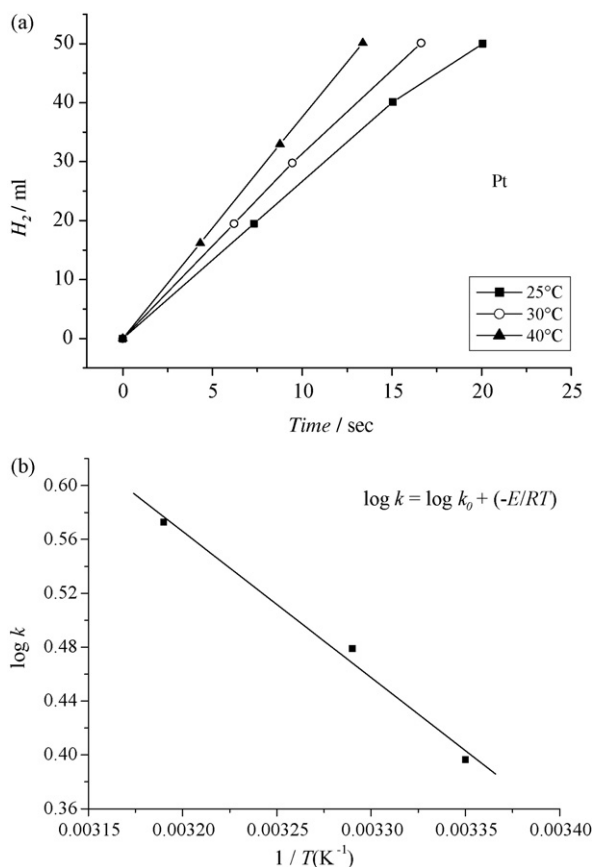 (a)
50
40
30
20
10
0
H₂ / ml
Pt
25°C
30°C
40°C
0 5 10 15 20 25
Time / sec
(b)
log k = log k₀ + (-E/RT)
0.60
0.56
0.52
0.48
0.44
0.40
0.36
log k
0.00315 0.00320 0.00325 0.00330 0.00335 0.00340
1 / T(K⁻¹)